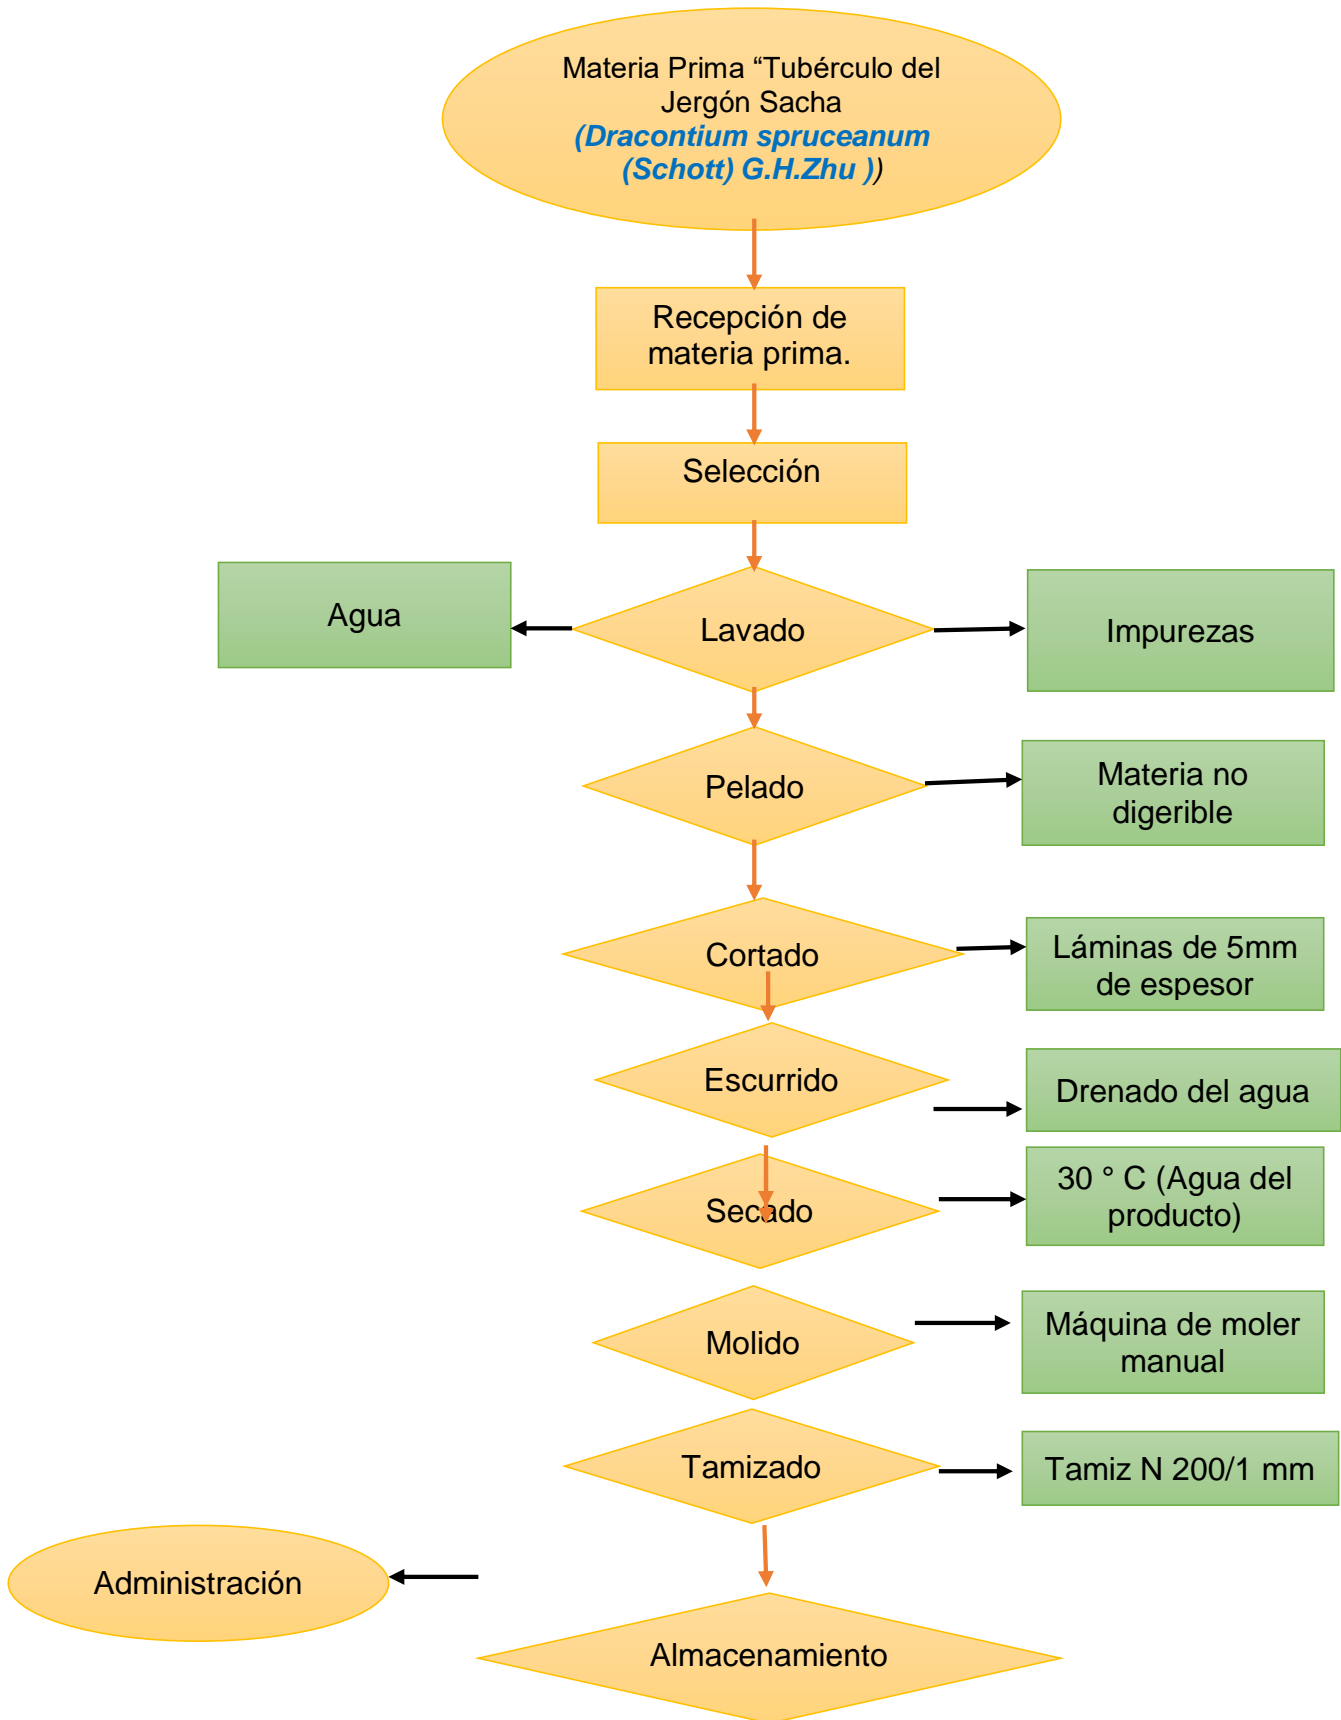 Materia Prima “Tubérculo del
Jergón Sacha
(Dracontium spruceanum
(Schott) G.H.Zhu ))
Recepción de
materia prima.
Selección
Agua
Lavado
Impurezas
Pelado
Materia no
digerible
Cortado
Láminas de 5mm
de espesor
Escurrido
Drenado del agua
Secado
30 ° C (Agua del
producto)
Molido
Máquina de moler
manual
Tamizado
Tamiz N 200/1 mm
Administración
Almacenamiento